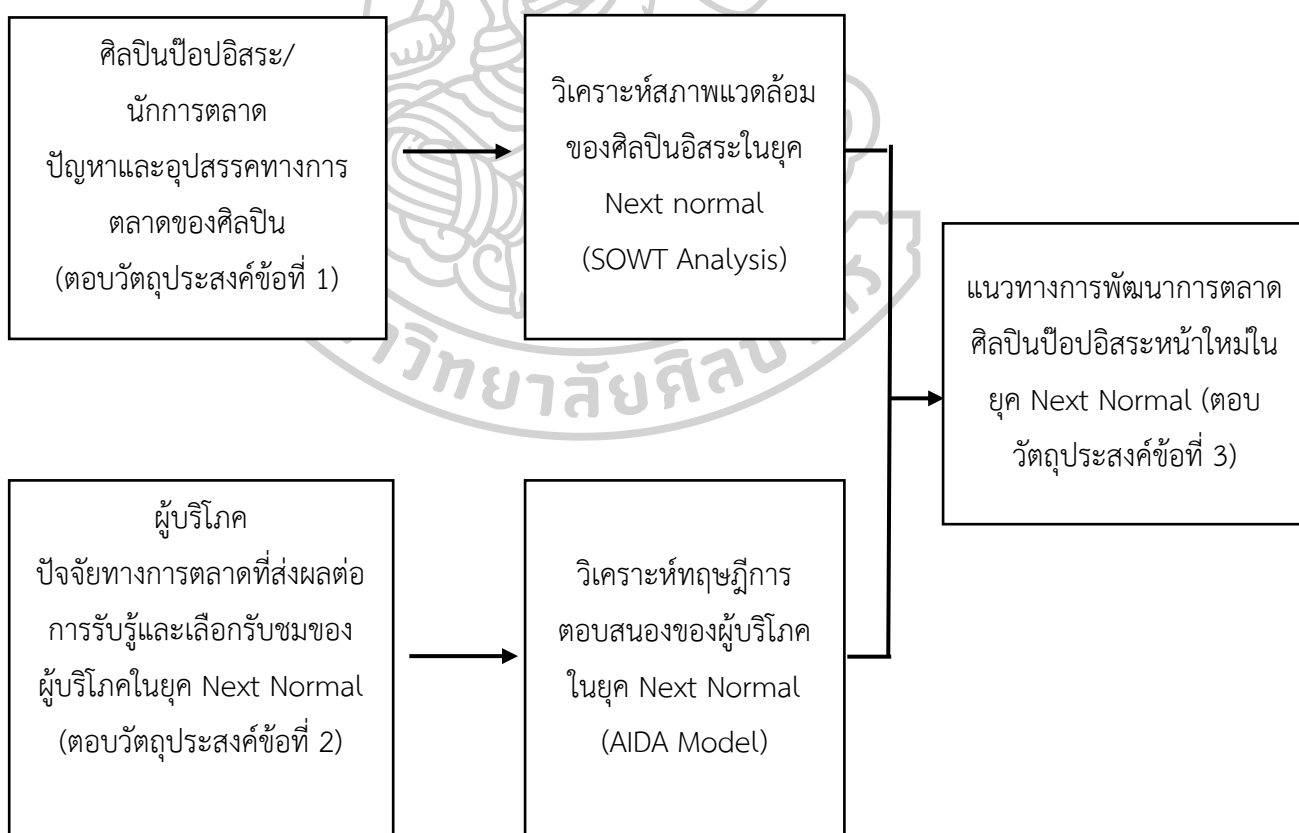 ศิลปินป๊อปอิสระ/
นักการตลาด
ปัญหาและอุปสรรคทางการ
ตลาดของศิลปิน
(ตอบวัตถุประสงค์ข้อที่ 1)
วิเคราะห์สภาพแวดล้อม
ของศิลปินอิสระในยุค
Next normal
(SOWT Analysis)
แนวทางการพัฒนาการตลาด
ศิลปินป๊อปอิสระหน้าใหม่ใน
ยุค Next Normal (ตอบ
วัตถุประสงค์ข้อที่ 3)
ผู้บริโภค
ปัจจัยทางการตลาดที่ส่งผลต่อ
การรับรู้และเลือกรับชมของ
ผู้บริโภคในยุค Next Normal
(ตอบวัตถุประสงค์ข้อที่ 2)
วิเคราะห์ทฤษฎีการ
ตอบสนองของผู้บริโภค
ในยุค Next Normal
(AIDA Model)